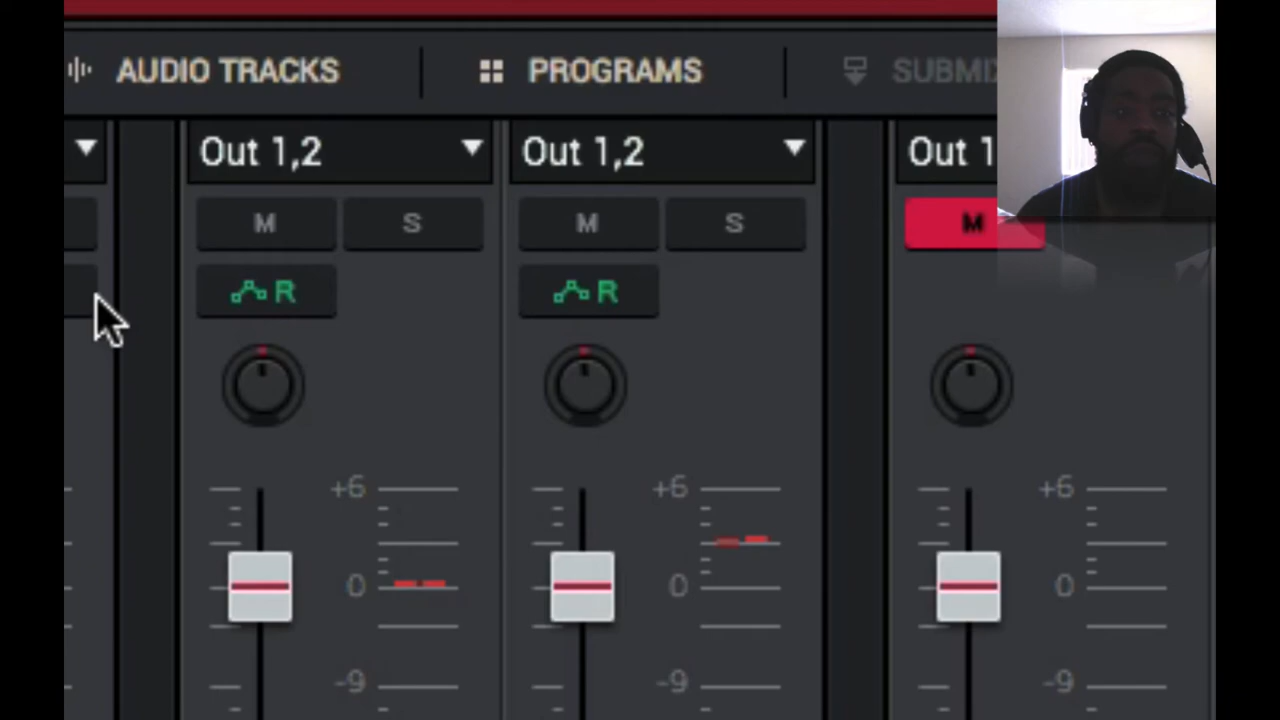 AUDIO TRACKS PROGRAMS SUBMI
Out 1,2 Out 1,2 Out 1
M S M S M
R R
+6 +6 +6
0 0 0
-9 -9 -9